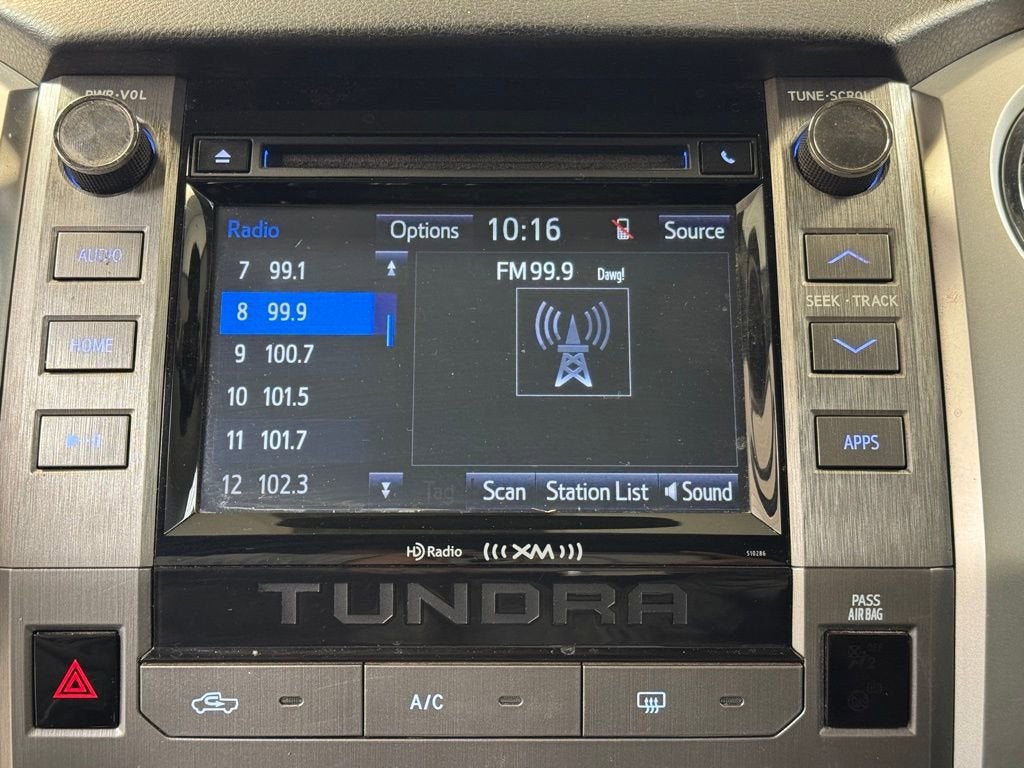 PWR·VOL
TUNE·SCROLL
Radio Options 10:16 Source
7 99.1
8 99.9
9 100.7
10 101.5
11 101.7
12 102.3
FM 99.9 Dawg!
Tag Scan Station List Sound
AUDIO
HOME
SEEK · TRACK
APPS
HD Radio (((XM)))
510286
TUNDRA
PASS
AIR BAG
A/C